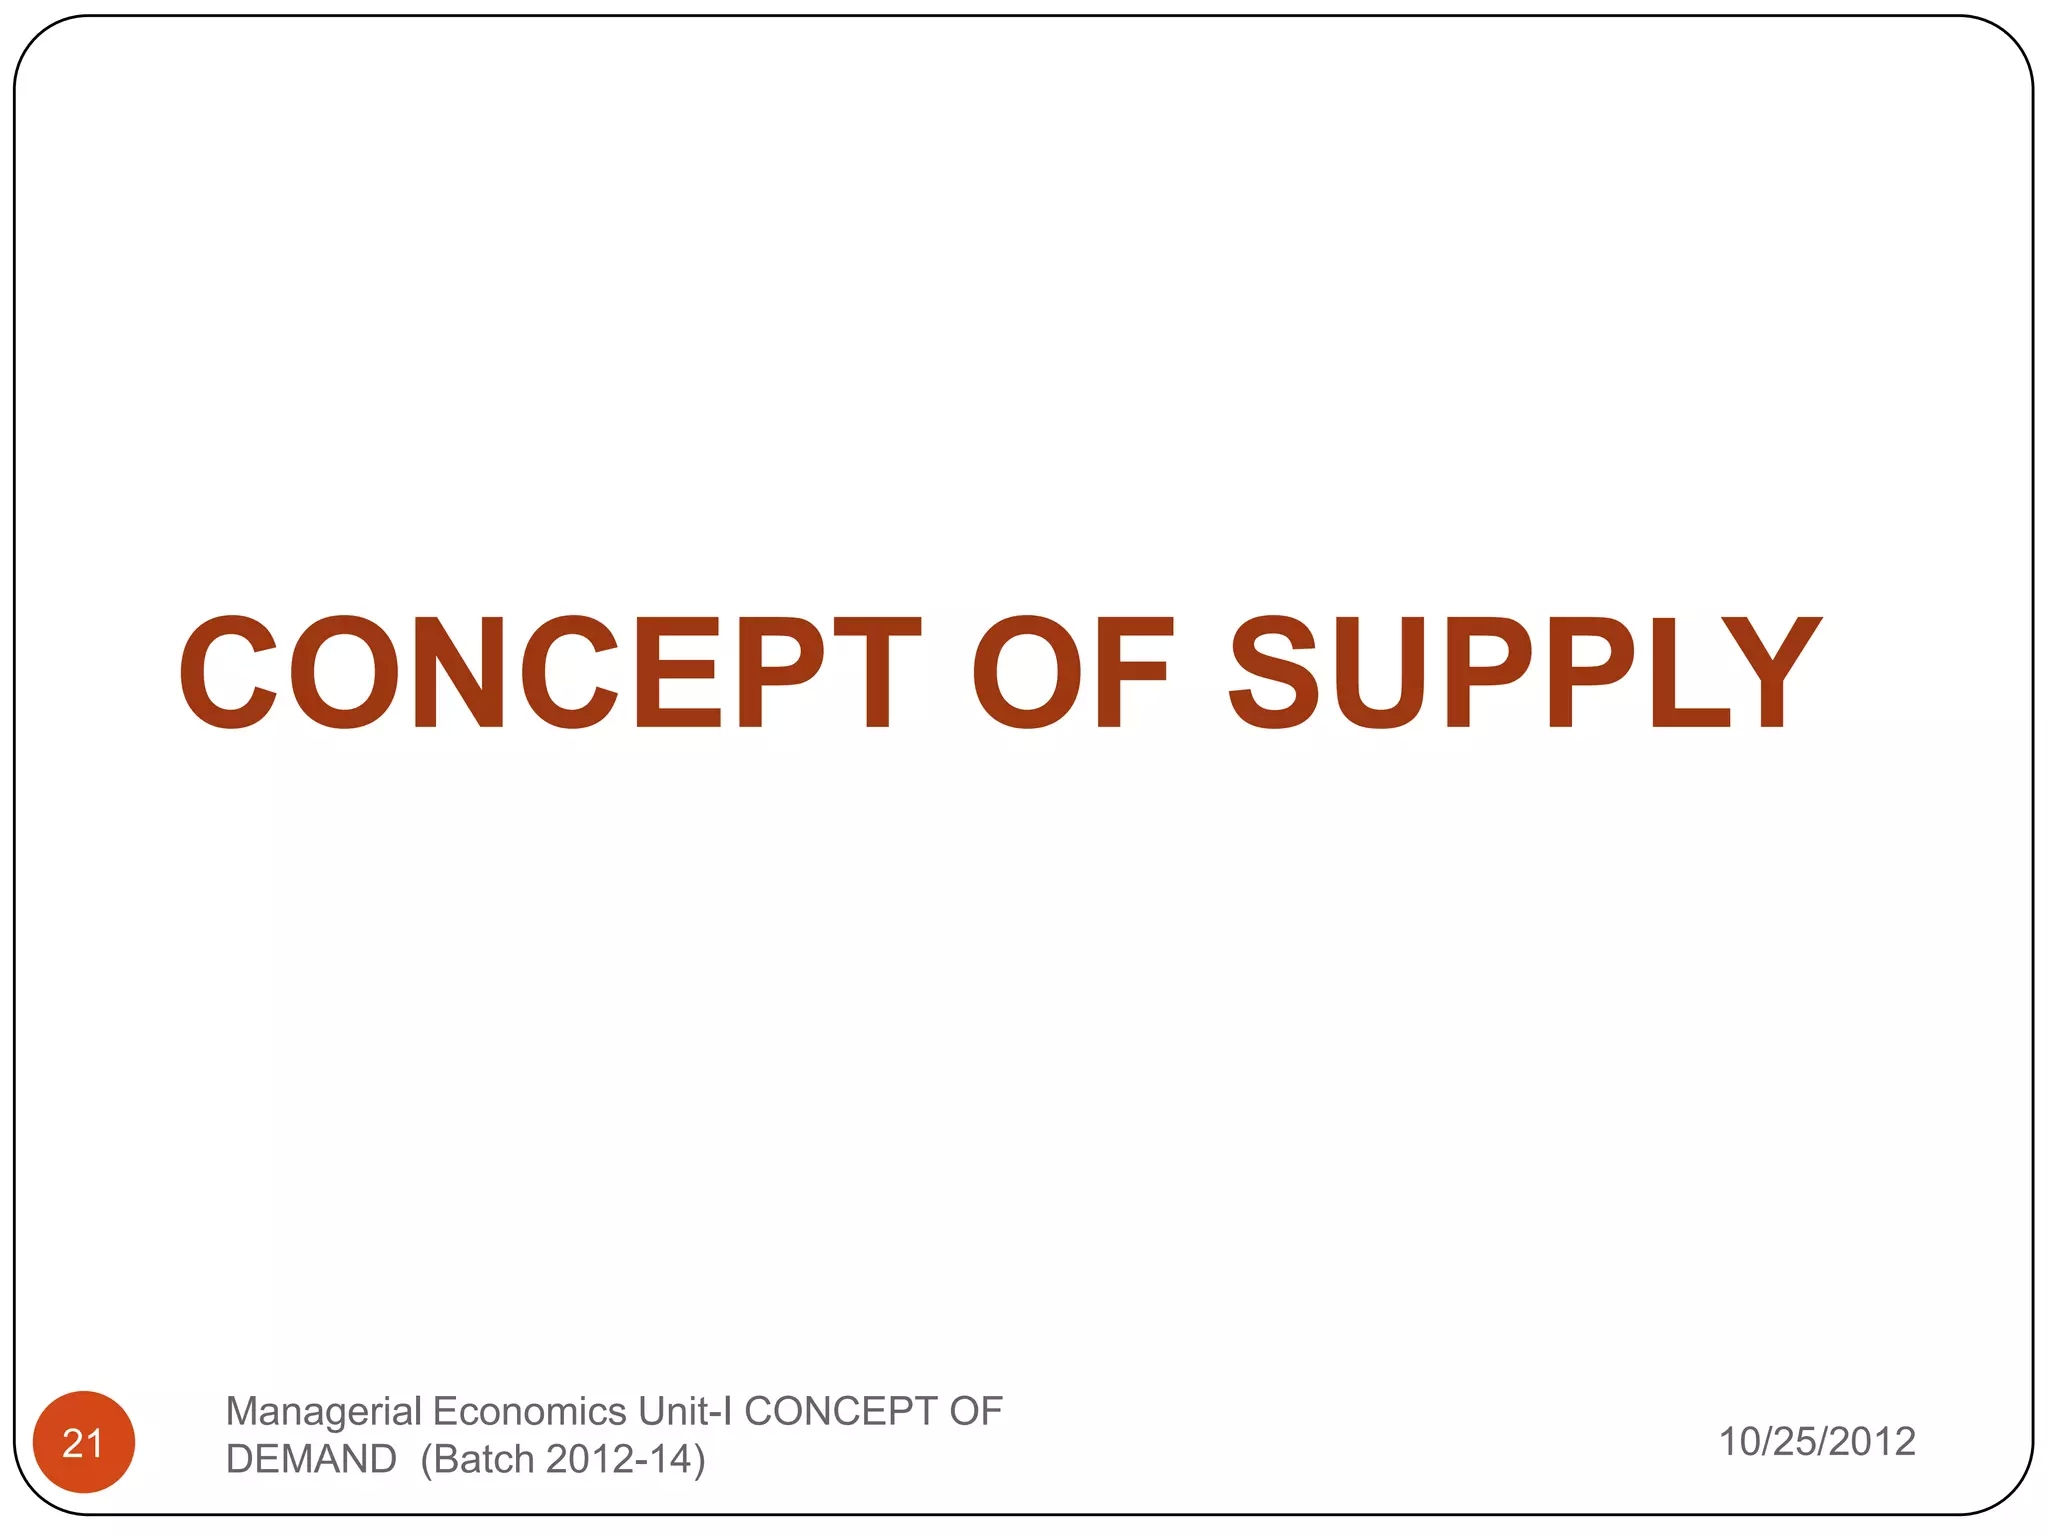 CONCEPT OF SUPPLY
21
Managerial Economics Unit-I CONCEPT OF
DEMAND  (Batch 2012-14)
10/25/2012